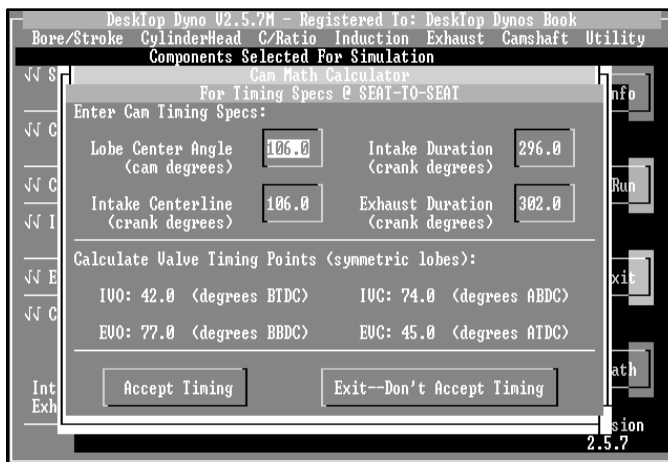 DeskTop Dyno V2.5.7M - Registered To: DeskTop Dynos Book
Bore/Stroke CylinderHead C/Ratio Induction Exhaust Camshaft Utility
Components Selected For Simulation
√√ S
Cam Math Calculator
nfo
For Timing Specs @ SEAT-TO-SEAT
Enter Cam Timing Specs:
√√ C
Lobe Center Angle 106.0 Intake Duration 296.0
(cam degrees) (crank degrees)
√√ C
Run
Intake Centerline 106.0 Exhaust Duration 302.0
√√ I
(crank degrees) (crank degrees)
Calculate Valve Timing Points (symmetric lobes):
√√ E
xit
IVO: 42.0 (degrees BTDC) IVC: 74.0 (degrees ABDC)
√√ C
EVO: 77.0 (degrees BBDC) EVC: 45.0 (degrees ATDC)
ath
Int
Accept Timing Exit--Don't Accept Timing
Exh
sion
2.5.7